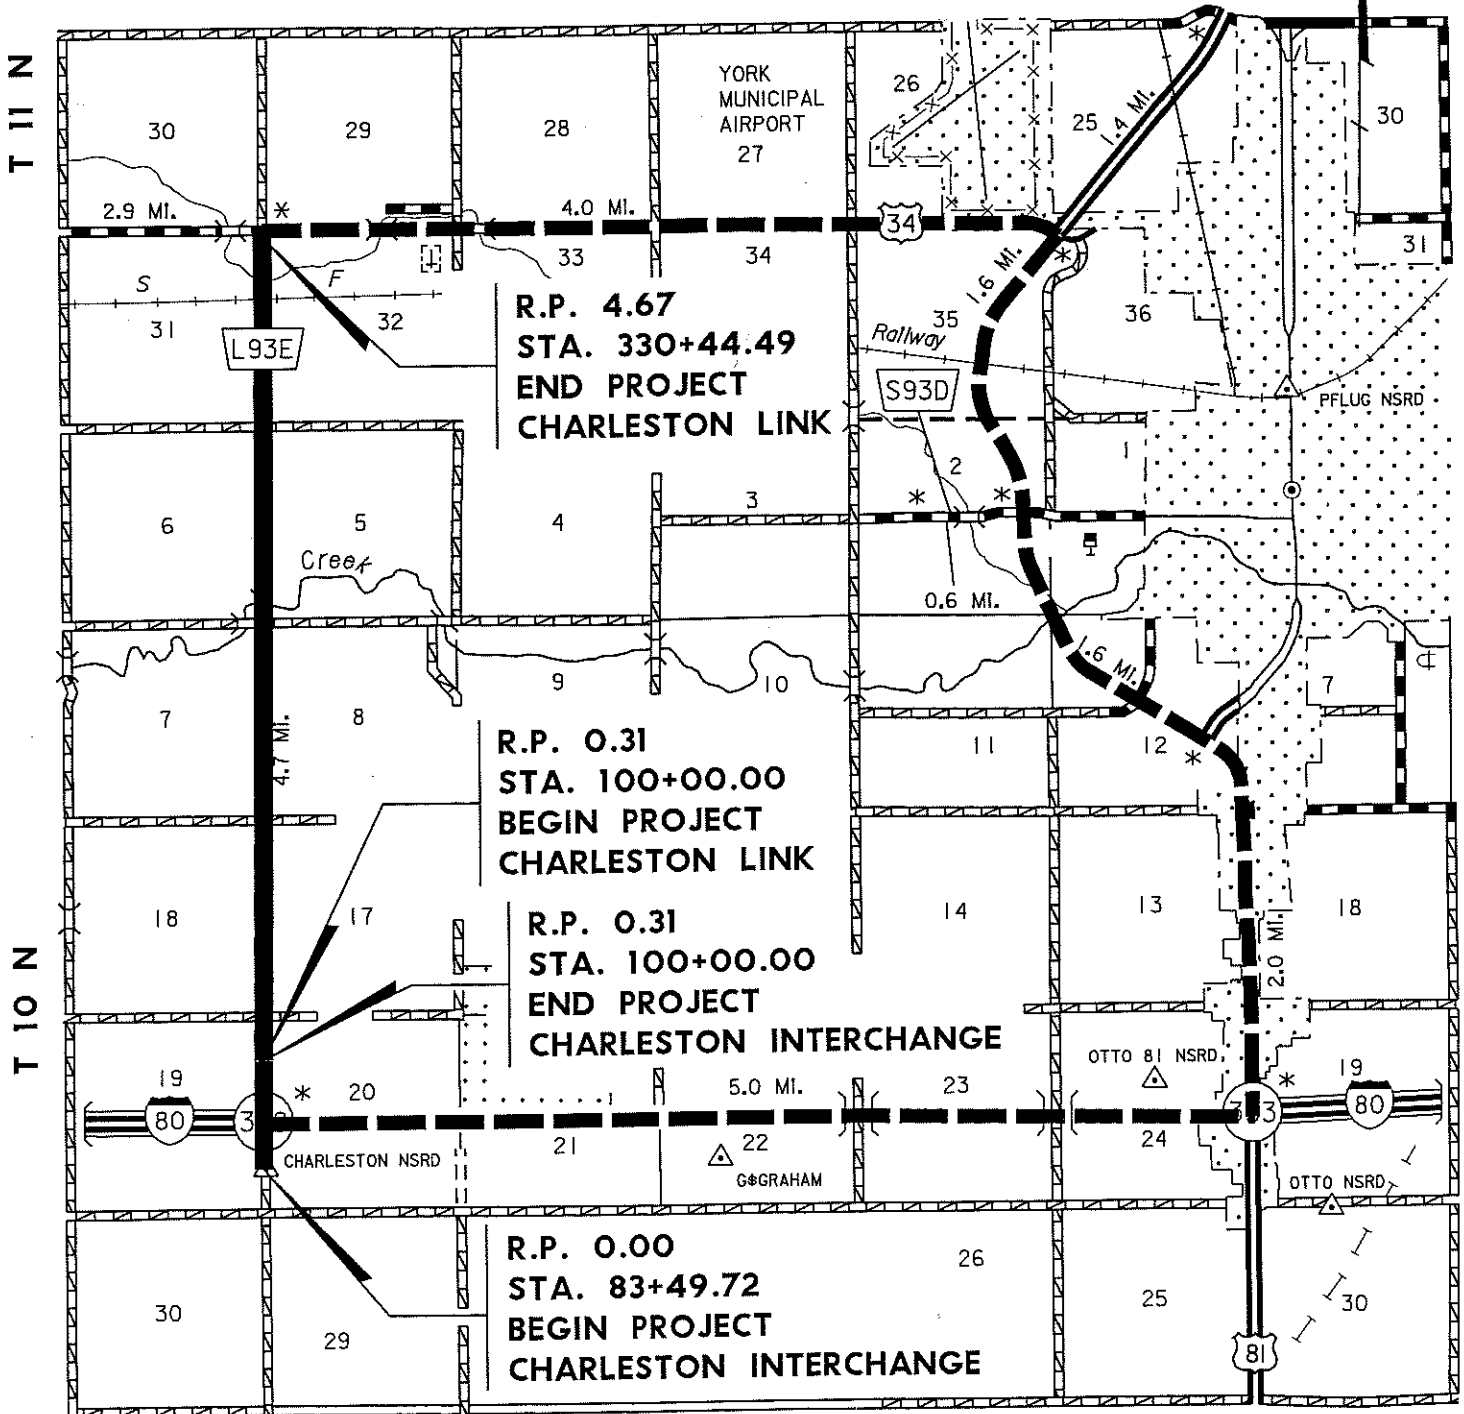 T 11 N
30
29
28
YORK
MUNICIPAL
AIRPORT
27
26
25
1.4 MI.
30
2.9 MI.
*
4.0 MI.
34
*
*
31
S
F
33
34
1.6 MI.
31
32
35
36
L93E
Railway
S93D
PFLUG NSRD
R.P. 4.67
STA. 330+44.49
END PROJECT
CHARLESTON LINK
2
1
6
5
4
3
*
*
Creek
0.6 MI.
1.6 MI.
7
8
9
10
11
12
7
*
4.7 MI.
R.P. 0.31
STA. 100+00.00
BEGIN PROJECT
CHARLESTON LINK
T 10 N
18
17
14
13
18
2.0 MI.
R.P. 0.31
STA. 100+00.00
END PROJECT
CHARLESTON INTERCHANGE
19
20
*
5.0 MI.
23
OTTO 81 NSRD
*
19
80
80
21
22
24
CHARLESTON NSRD
G⌖GRAHAM
OTTO NSRD
R.P. 0.00
STA. 83+49.72
BEGIN PROJECT
CHARLESTON INTERCHANGE
30
29
26
25
30
81